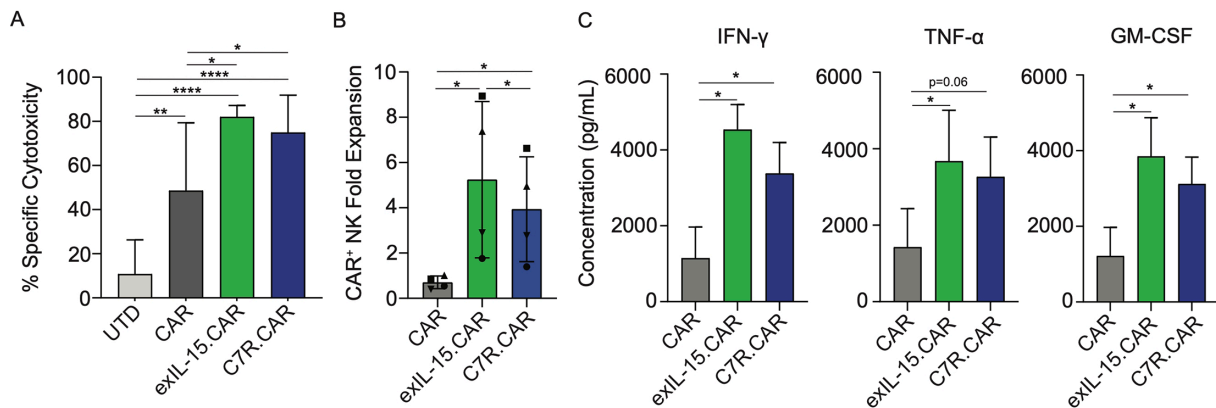 A
% Specific Cytotoxicity
100
80
60
40
20
0
*
*
****
****
**
UTD
CAR
exIL-15.CAR
C7R.CAR
B
CAR⁺ NK Fold Expansion
10
8
6
4
2
0
*
* *
CAR
exIL-15.CAR
C7R.CAR
C
Concentration (pg/mL)
IFN-γ
6000
4000
2000
0
*
*
CAR
exIL-15.CAR
C7R.CAR
TNF-α
6000
4000
2000
0
p=0.06
*
CAR
exIL-15.CAR
C7R.CAR
GM-CSF
6000
4000
2000
0
*
*
CAR
exIL-15.CAR
C7R.CAR